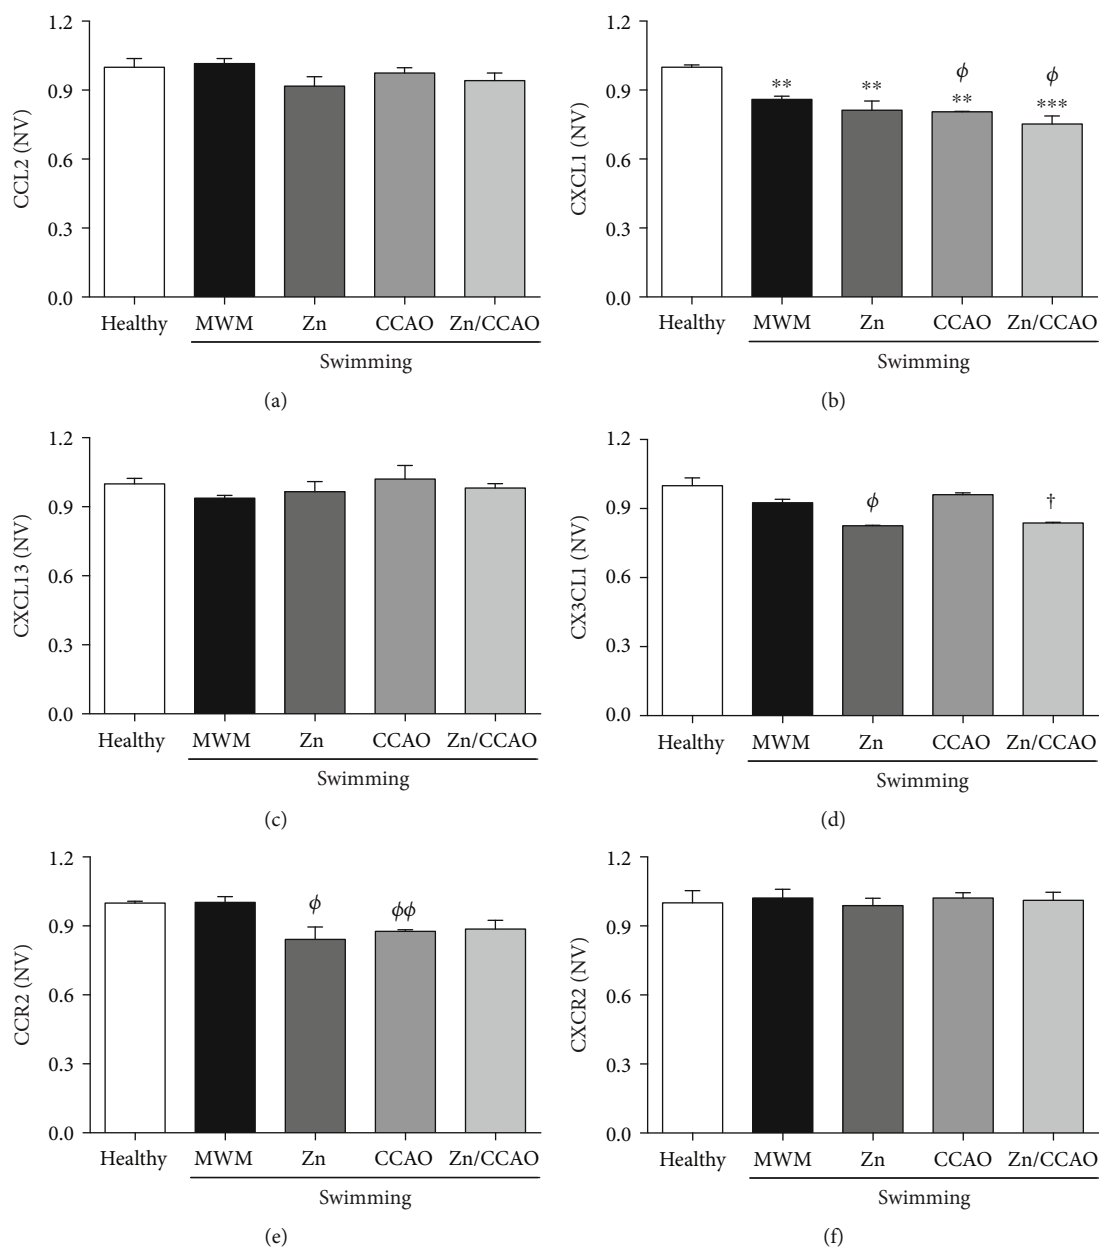 CCL2 (NV)
1.2
0.9
0.6
0.3
0.0
Healthy MWM Zn CCAO Zn/CCAO
Swimming
(a)
CXCL1 (NV)
1.2
0.9
0.6
0.3
0.0
** ** ϕ ** ϕ ***
Healthy MWM Zn CCAO Zn/CCAO
Swimming
(b)
CXCL13 (NV)
1.2
0.9
0.6
0.3
0.0
Healthy MWM Zn CCAO Zn/CCAO
Swimming
(c)
CX3CL1 (NV)
1.2
0.9
0.6
0.3
0.0
ϕ †
Healthy MWM Zn CCAO Zn/CCAO
Swimming
(d)
CCR2 (NV)
1.2
0.9
0.6
0.3
0.0
ϕ ϕϕ
Healthy MWM Zn CCAO Zn/CCAO
Swimming
(e)
CXCR2 (NV)
1.2
0.9
0.6
0.3
0.0
Healthy MWM Zn CCAO Zn/CCAO
Swimming
(f)